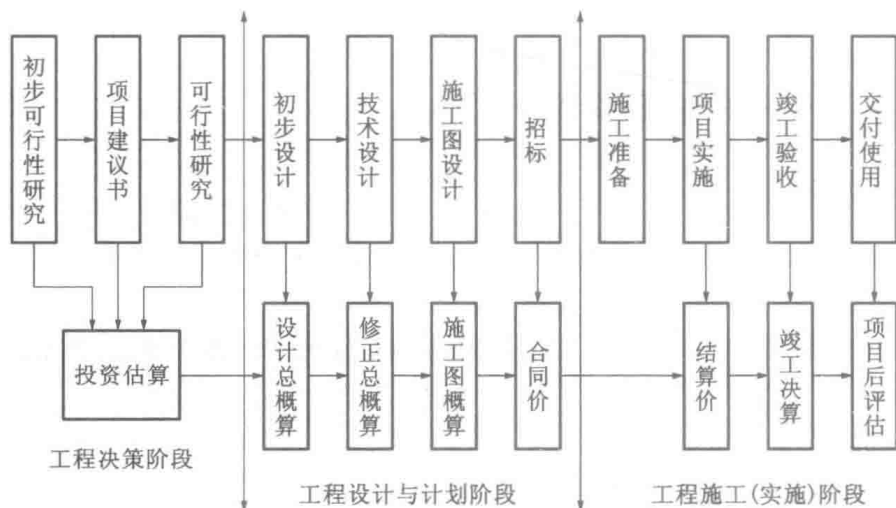 初步可行性研究
项目建议书
可行性研究
初步设计
技术设计
施工图设计
招标
施工准备
项目实施
竣工验收
交付使用
投资估算
设计总概算
修正总概算
施工图概算
合同价
结算价
竣工决算
项目后评估
工程决策阶段
工程设计与计划阶段
工程施工(实施)阶段